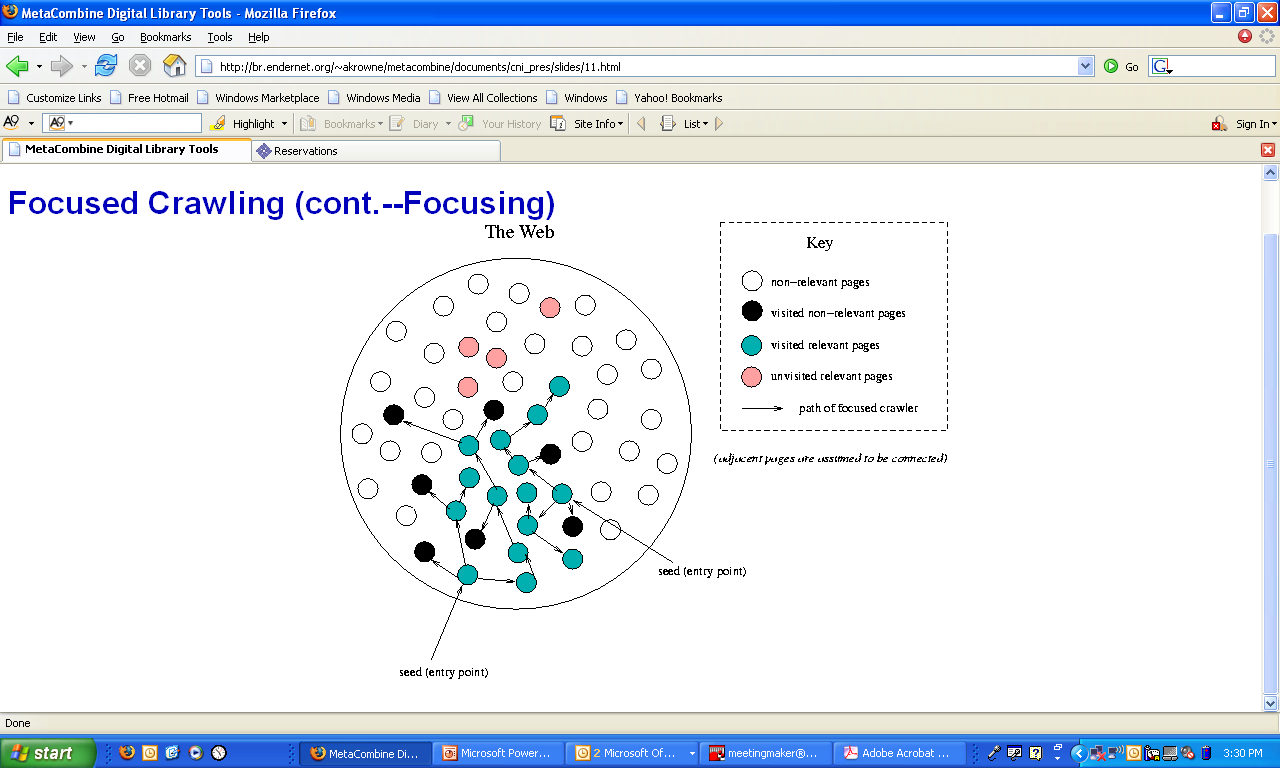 MetaCombine Digital Library Tools - Mozilla Firefox
File Edit View Go Bookmarks Tools Help
http://br.endernet.org/~akrowne/metacombine/documents/cni_pres/slides/11.html Go G
Customize Links Free Hotmail Windows Marketplace Windows Media View All Collections Windows Yahoo! Bookmarks
A9 A9 Highlight Bookmarks Diary Your History Site Info List Sign In
MetaCombine Digital Library Tools Reservations
Focused Crawling (cont.--Focusing)
The Web
Key
non-relevant pages
visited non-relevant pages
visited relevant pages
unvisited relevant pages
path of focused crawler
(adjacent pages are assumed to be connected)
seed (entry point)
seed (entry point)
Done
start MetaCombine Di... Microsoft Power... 2 Microsoft Of... meetingmaker®... Adobe Acrobat ... 3:30 PM